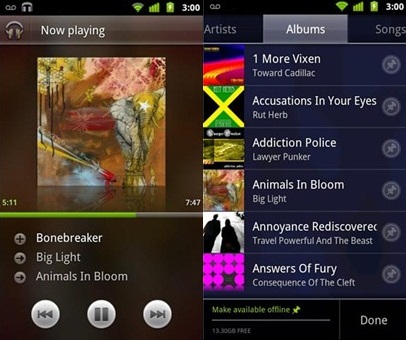 3:00
Now playing
5:11
7:47
Bonebreaker
Big Light
Animals In Bloom
3:00
Artists
Albums
Songs
1 More Vixen
Toward Cadillac
Accusations In Your Eyes
Rut Herb
Addiction Police
Lawyer Punker
Animals In Bloom
Big Light
Annoyance Rediscovered
Travel Powerful And The Beast
Answers Of Fury
Consequence Of The Cleft
Make available offline
13.30GB FREE
Done